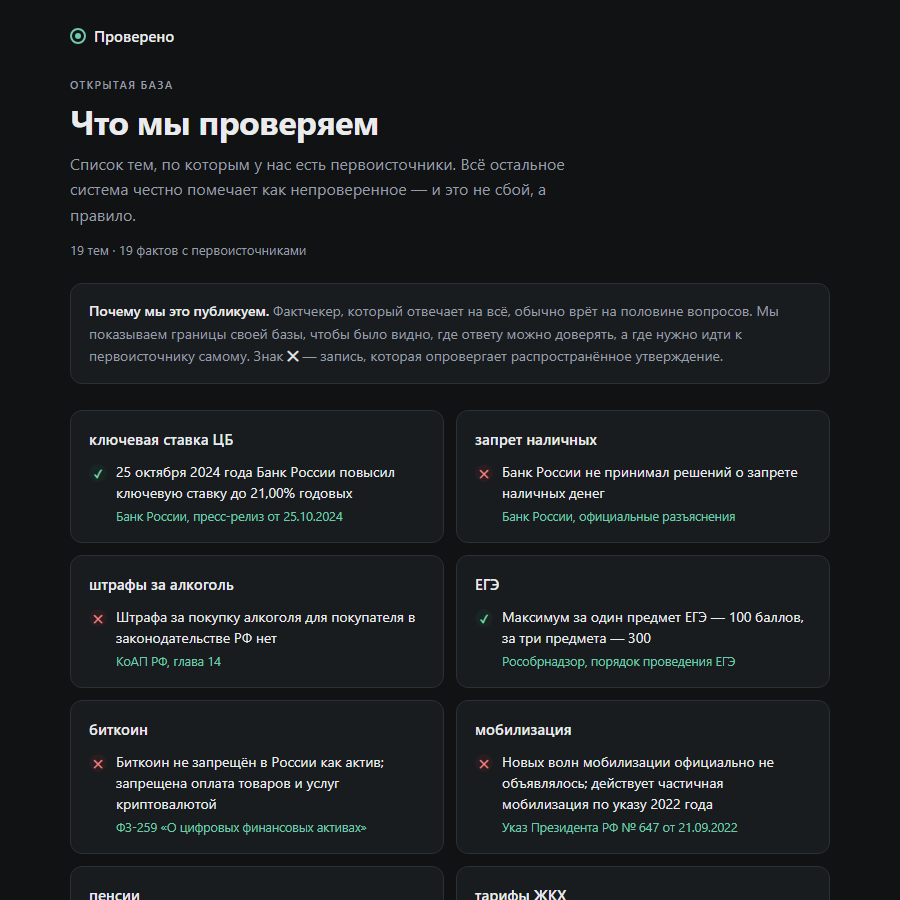 Проверено
ОТКРЫТАЯ БАЗА
Что мы проверяем
Список тем, по которым у нас есть первоисточники. Всё остальное
система честно помечает как непроверенное — и это не сбой, а
правило.
19 тем · 19 фактов с первоисточниками
Почему мы это публикуем. Фактчекер, который отвечает на всё, обычно врёт на половине вопросов. Мы
показываем границы своей базы, чтобы было видно, где ответу можно доверять, а где нужно идти к
первоисточнику самому. Знак ✕ — запись, которая опровергает распространённое утверждение.
ключевая ставка ЦБ
✓ 25 октября 2024 года Банк России повысил
ключевую ставку до 21,00% годовых
Банк России, пресс-релиз от 25.10.2024
запрет наличных
✕ Банк России не принимал решений о запрете
наличных денег
Банк России, официальные разъяснения
штрафы за алкоголь
✕ Штрафа за покупку алкоголя для покупателя в
законодательстве РФ нет
КоАП РФ, глава 14
ЕГЭ
✓ Максимум за один предмет ЕГЭ — 100 баллов,
за три предмета — 300
Рособрнадзор, порядок проведения ЕГЭ
биткоин
✕ Биткоин не запрещён в России как актив;
запрещена оплата товаров и услуг
криптовалютой
ФЗ-259 «О цифровых финансовых активах»
мобилизация
✕ Новых волн мобилизации официально не
объявлялось; действует частичная
мобилизация по указу 2022 года
Указ Президента РФ № 647 от 21.09.2022
пенсии
тарифы ЖКХ